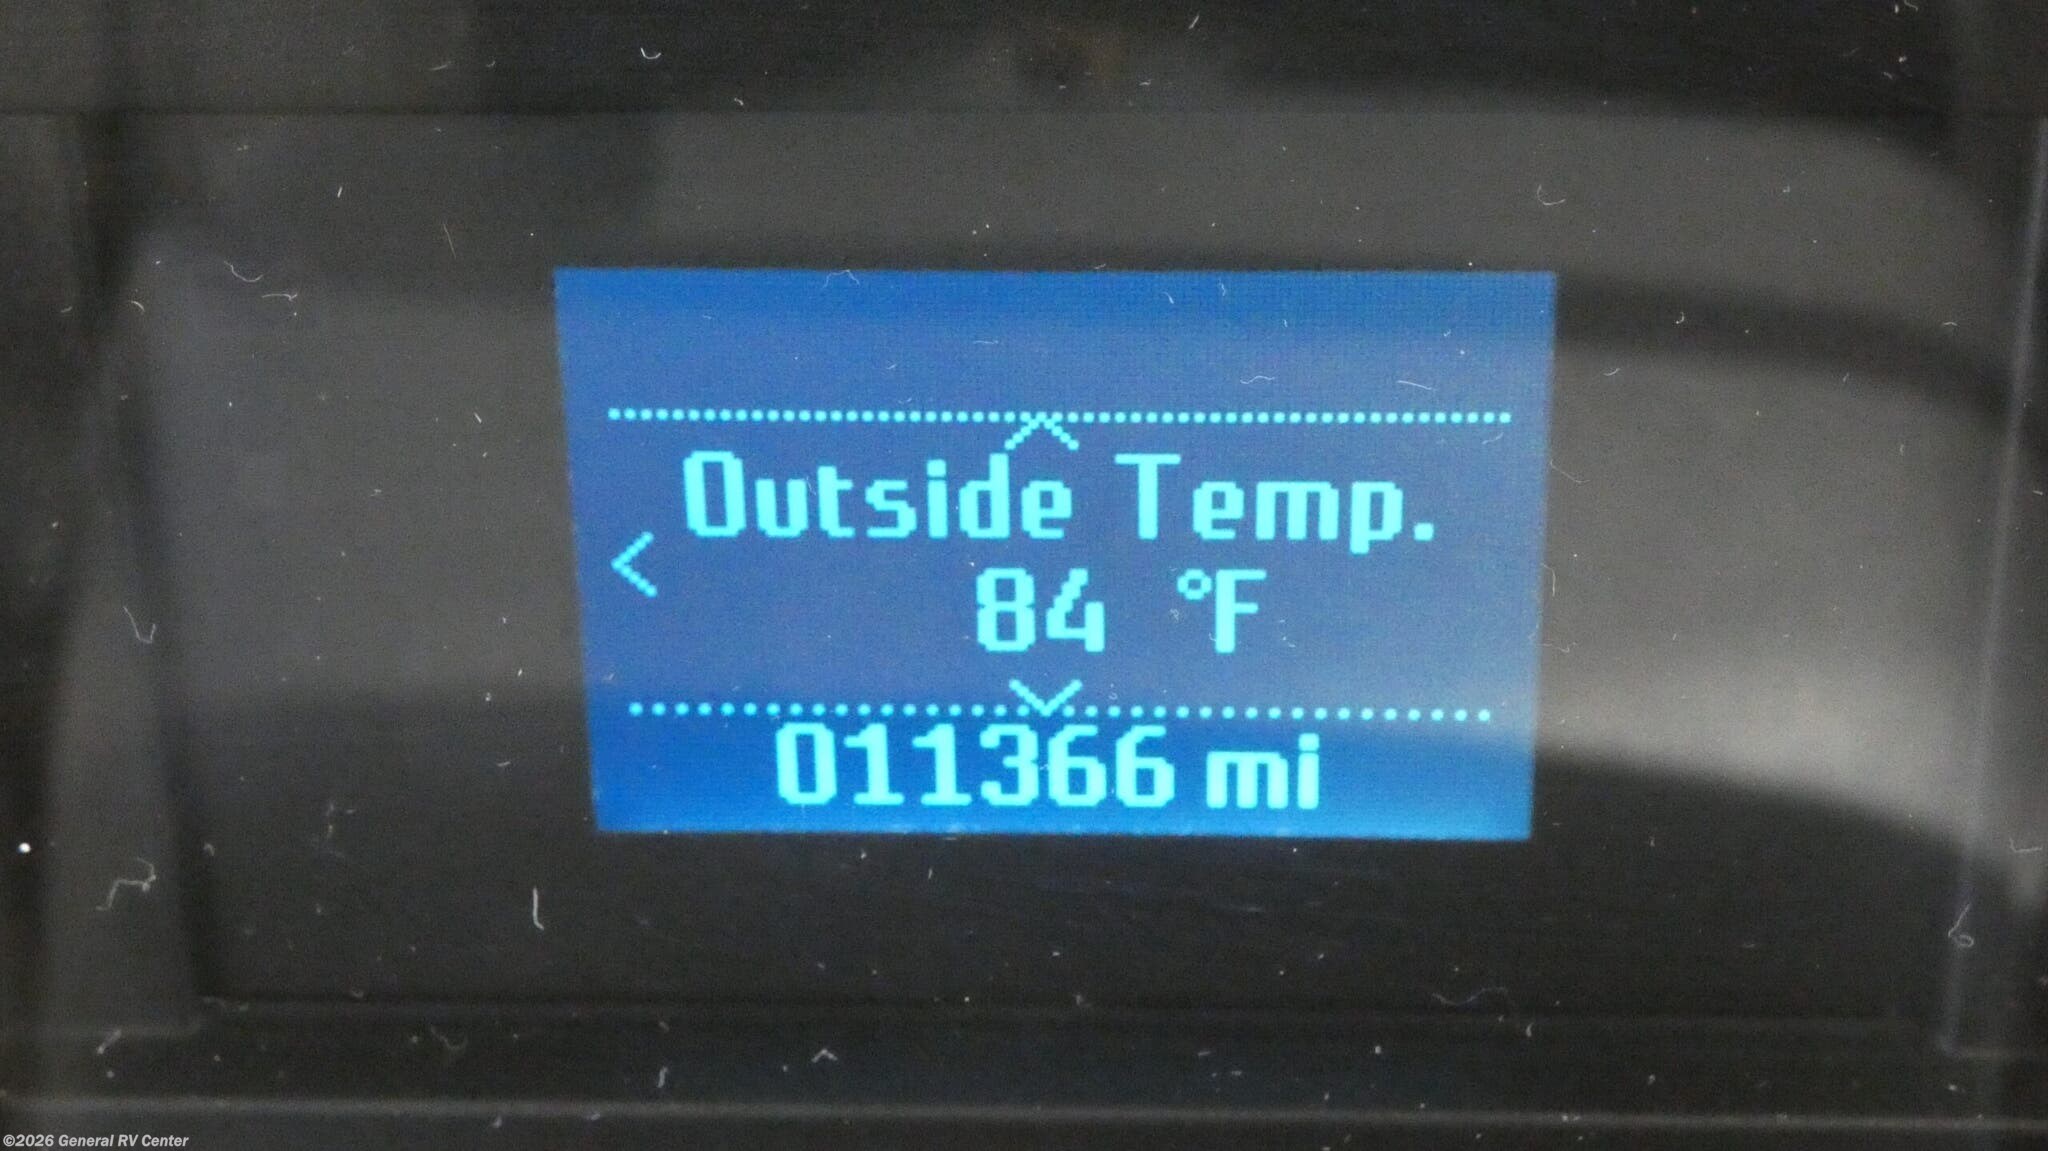 Outside Temp.
84 °F
011366 mi
©2026 General RV Center